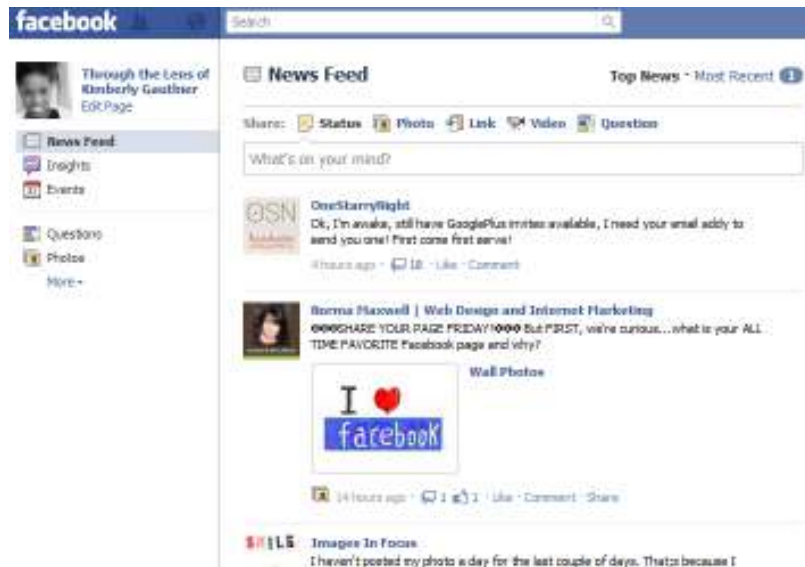 facebook
Search
Through the Lens of
Kimberly Gauthier
Edit Page
News Feed
Insights
31
Events
Questions
Photos
More
News Feed
Top News · Most Recent 1
Share: Status Photo Link Video Question
What's on your mind?
OSN
OneStarryNight
Ok, I'm awake, still have GooglePlus invites available, I need your email addy to
send you one! First come first serve!
4 hours ago · 18 · Like · Comment
Norma Maxwell | Web Design and Internet Marketing
SHARE YOUR PAGE FRIDAY! But FIRST, we're curious...what is your ALL
TIME FAVORITE Facebook page and why?
Wall Photos
I
facebook
14 hours ago · 1 1 · Like · Comment · Share
SMILE
Images In Focus
I haven't posted my photo a day for the last couple of days. Thats because I